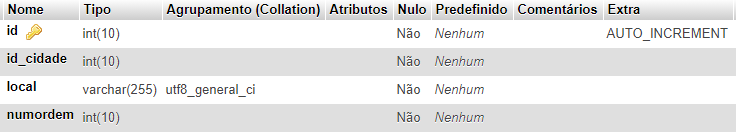 Nome Tipo Agrupamento (Collation) Atributos Nulo Predefinido Comentários Extra
id int(10) Não Nenhum AUTO_INCREMENT
id_cidade int(10) Não Nenhum
local varchar(255) utf8_general_ci Não Nenhum
numordem int(10) Não Nenhum